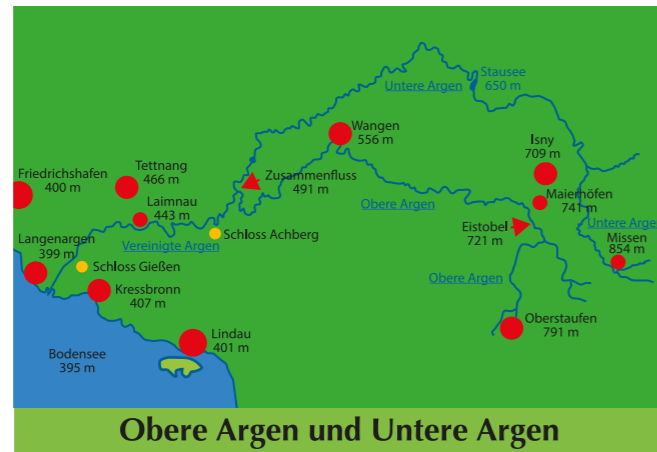 Untere Argen
Stausee
650 m
Wangen
556 m
Isny
709 m
Friedrichshafen
400 m
Tettnang
466 m
Zusammenfluss
491 m
Maierhöfen
741 m
Laimnau
443 m
Obere Argen
Eistobel
721 m
Untere Arge
Missen
854 m
Langenargen
399 m
Vereinigte Argen
Schloss Achberg
Schloss Gießen
Obere Argen
Kressbronn
407 m
Oberstaufen
791 m
Lindau
401 m
Bodensee
395 m
Obere Argen und Untere Argen